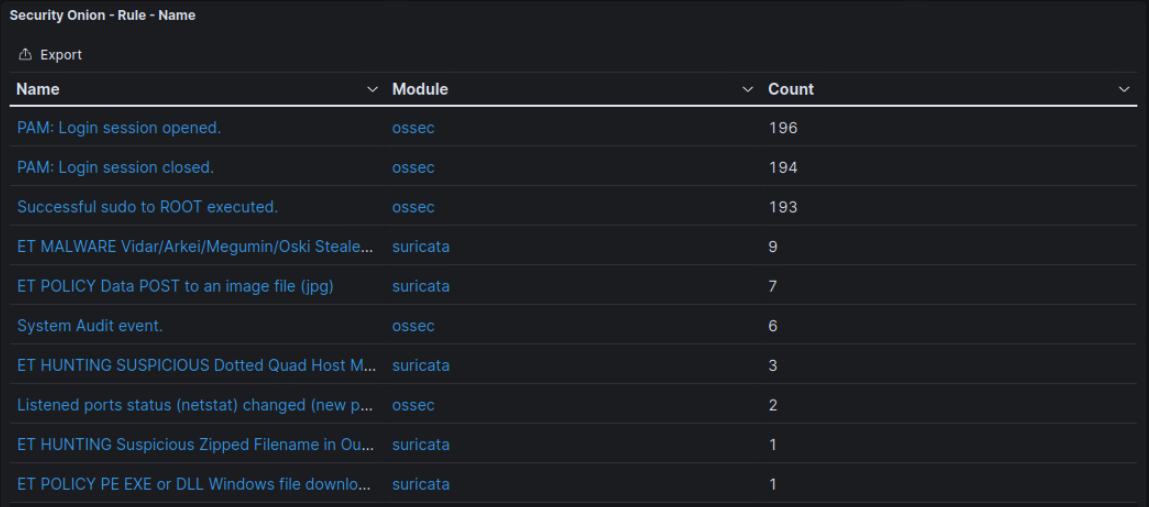 Security Onion - Rule - Name
Export
Name Module Count
PAM: Login session opened. ossec 196
PAM: Login session closed. ossec 194
Successful sudo to ROOT executed. ossec 193
ET MALWARE Vidar/Arkei/Megumin/Oski Steale... suricata 9
ET POLICY Data POST to an image file (jpg) suricata 7
System Audit event. ossec 6
ET HUNTING SUSPICIOUS Dotted Quad Host M... suricata 3
Listened ports status (netstat) changed (new p... ossec 2
ET HUNTING Suspicious Zipped Filename in Ou... suricata 1
ET POLICY PE EXE or DLL Windows file downlo... suricata 1